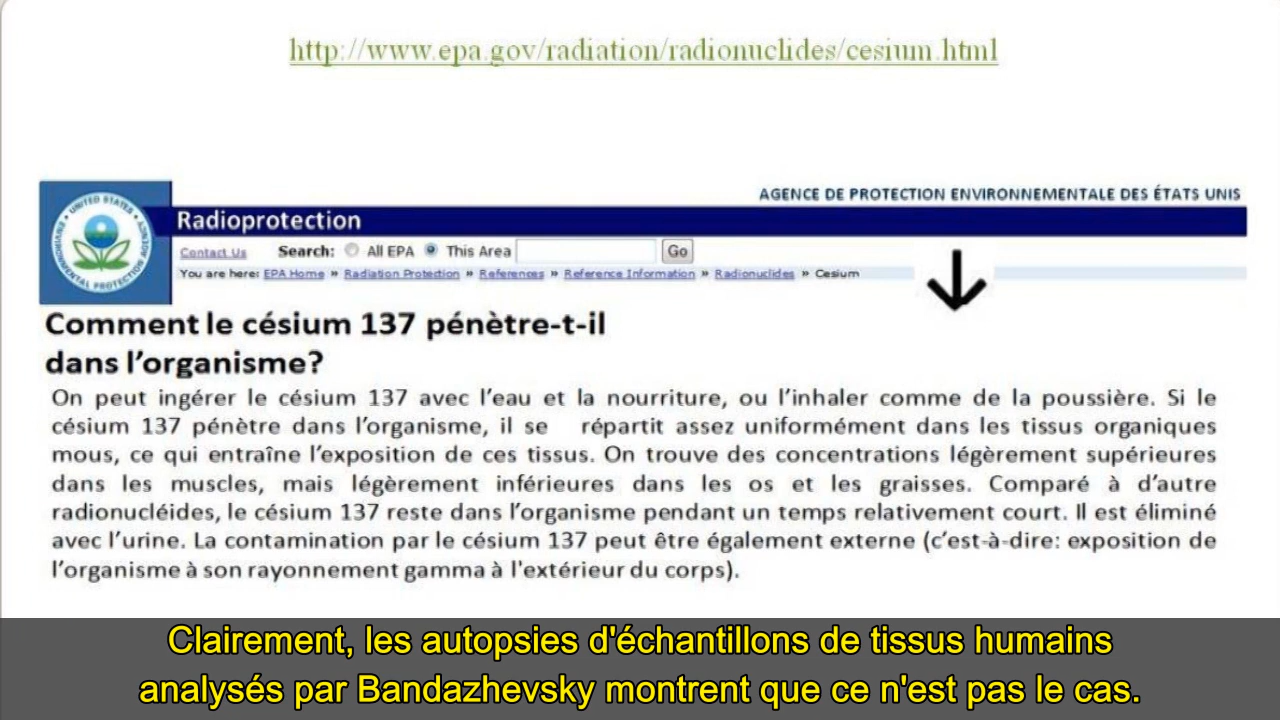 http://www.epa.gov/radiation/radionuclides/cesium.html
AGENCE DE PROTECTION ENVIRONNEMENTALE DES ÉTATS UNIS
UNITED STATES ENVIRONMENTAL PROTECTION AGENCY
Radioprotection
Contact Us Search: All EPA This Area Go
You are here: EPA Home » Radiation Protection » References » Reference Information » Radionuclides » Cesium
Comment le césium 137 pénètre-t-il
dans l’organisme?
On peut ingérer le césium 137 avec l’eau et la nourriture, ou l’inhaler comme de la poussière. Si le
césium 137 pénètre dans l’organisme, il se répartit assez uniformément dans les tissus organiques
mous, ce qui entraîne l’exposition de ces tissus. On trouve des concentrations légèrement supérieures
dans les muscles, mais légèrement inférieures dans les os et les graisses. Comparé à d’autre
radionucléides, le césium 137 reste dans l’organisme pendant un temps relativement court. Il est éliminé
avec l’urine. La contamination par le césium 137 peut être également externe (c’est-à-dire: exposition de
l’organisme à son rayonnement gamma à l'extérieur du corps).
Clairement, les autopsies d'échantillons de tissus humains
analysés par Bandazhevsky montrent que ce n'est pas le cas.